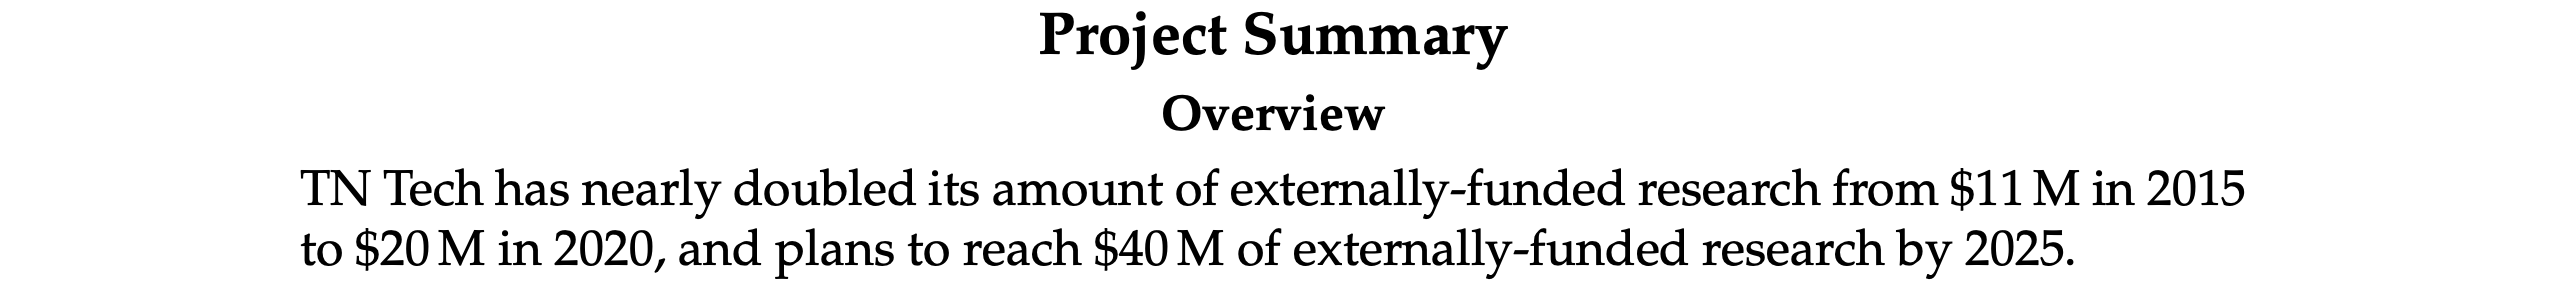 Project Summary
Overview
TN Tech has nearly doubled its amount of externally-funded research from $11 M in 2015
to $20 M in 2020, and plans to reach $40 M of externally-funded research by 2025.